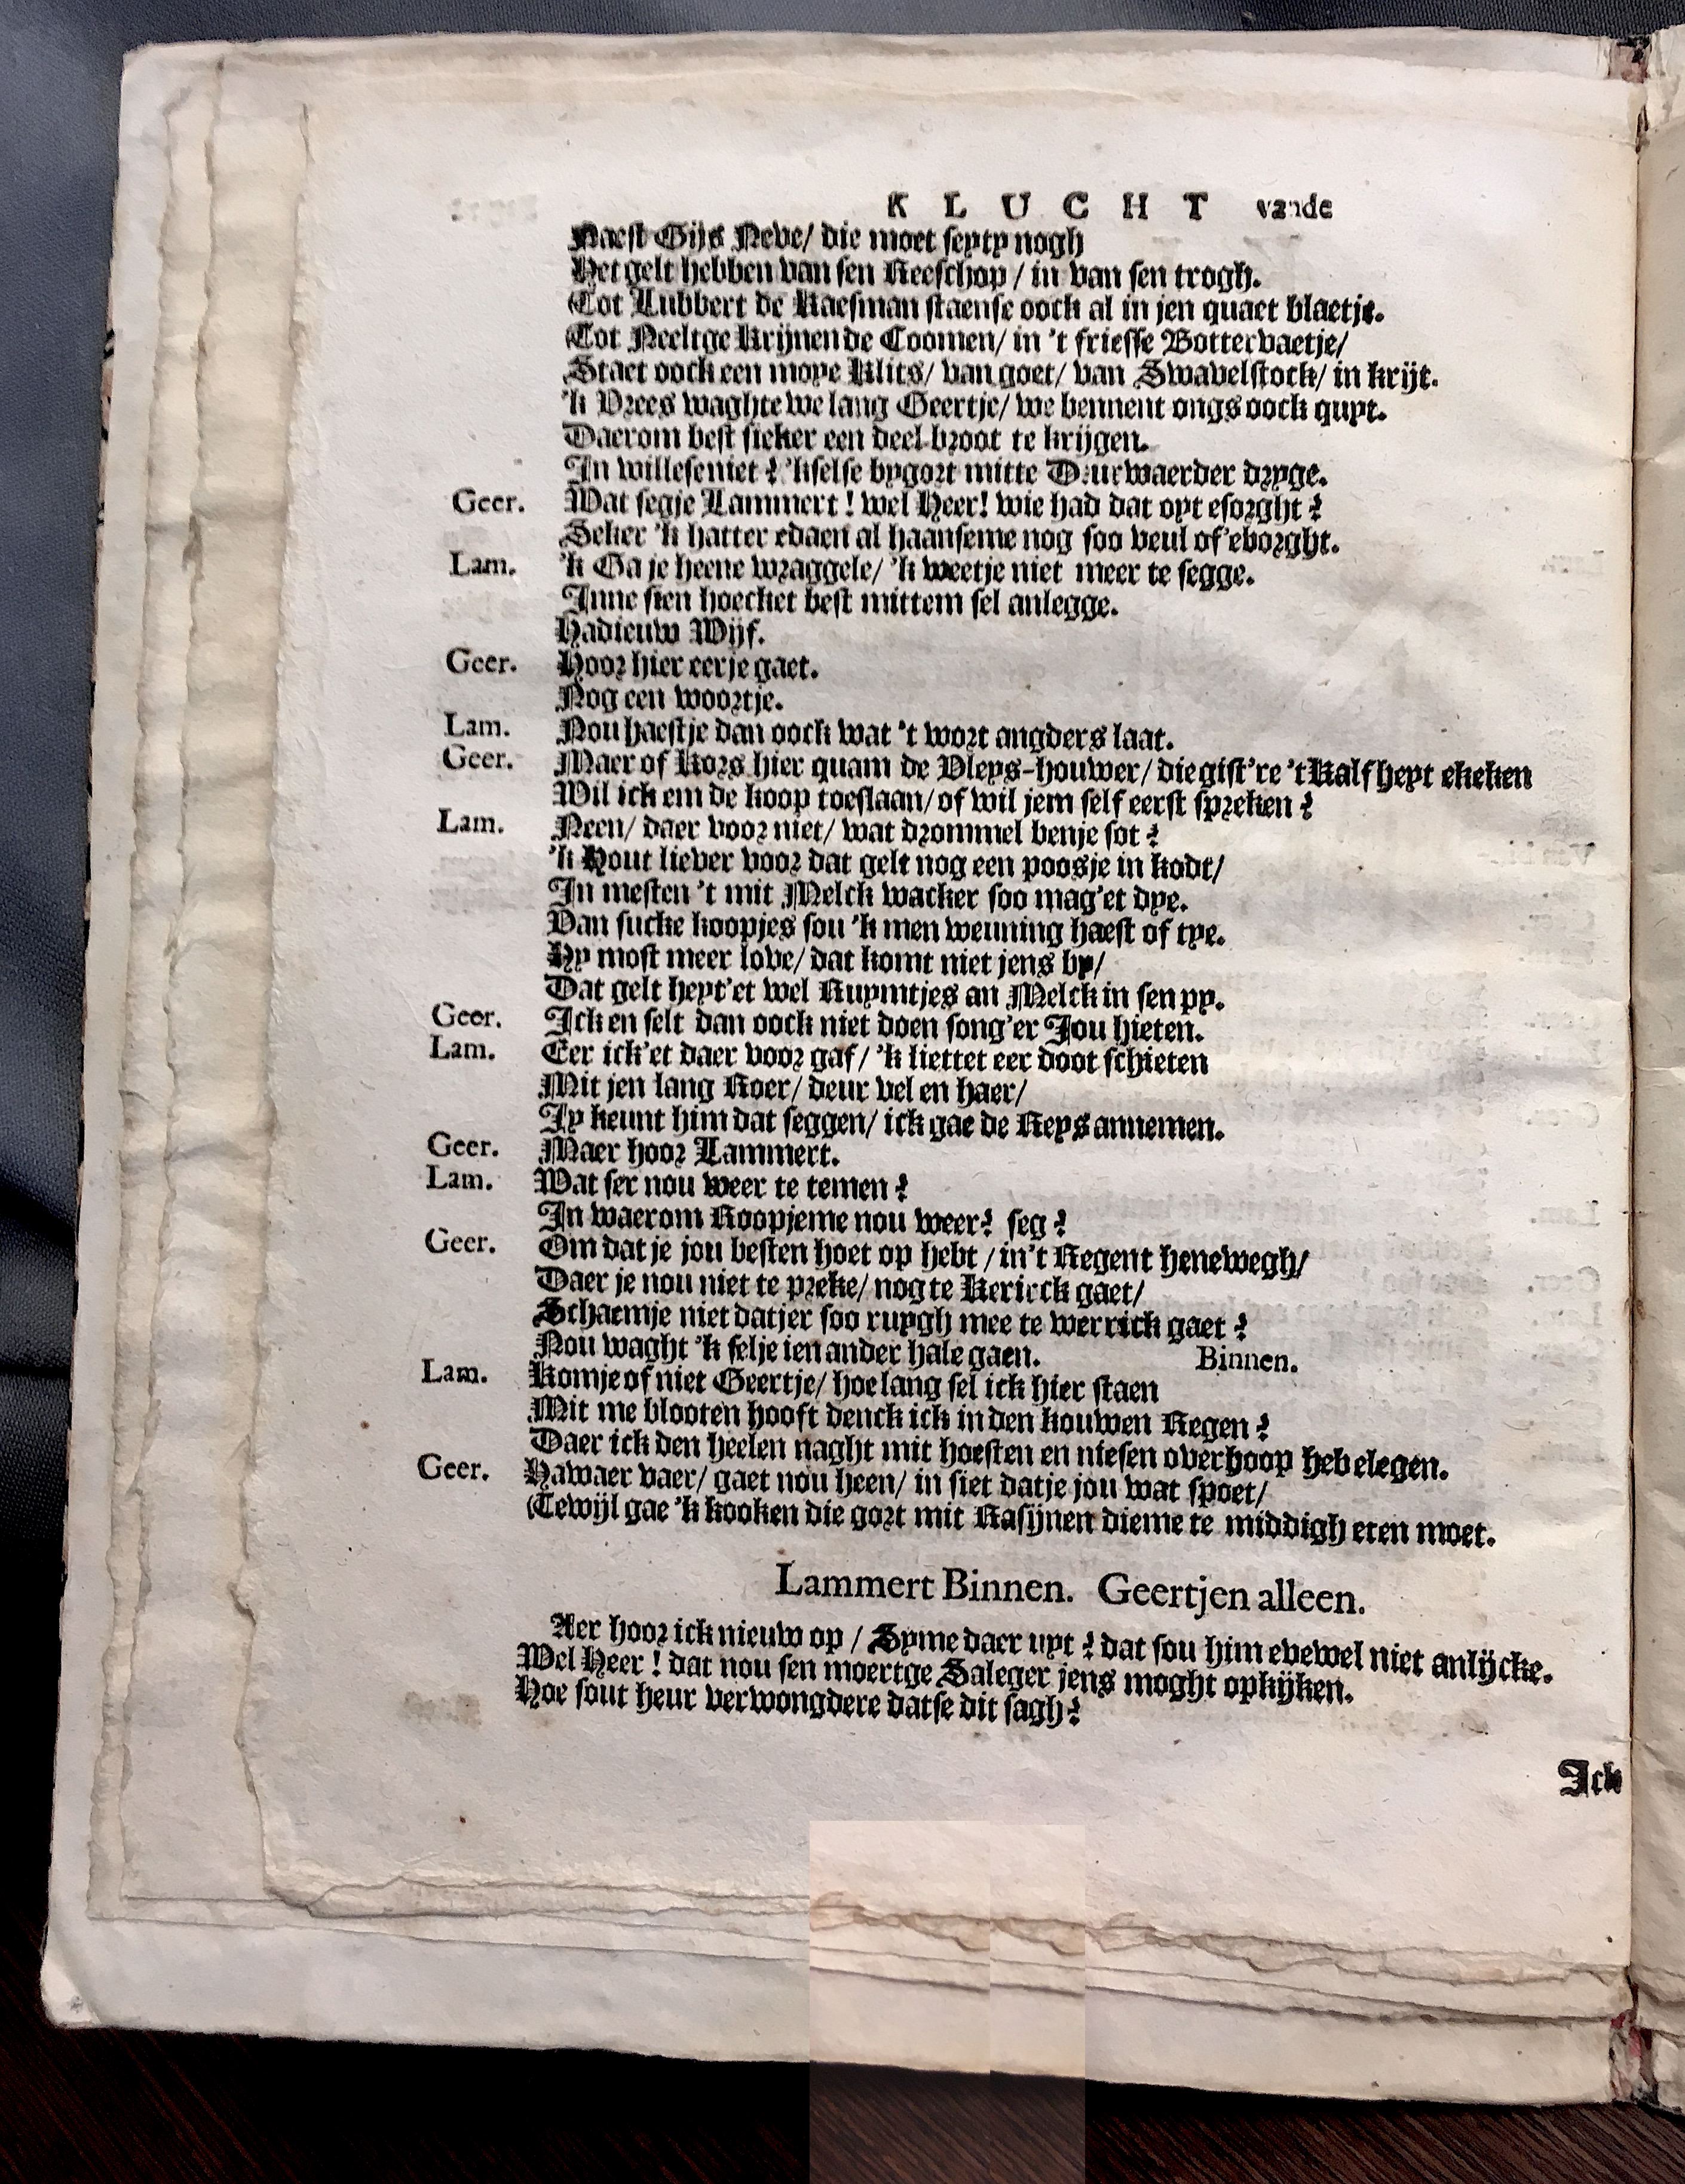 KLUCHT vande
Naest Gijs Neve/ die moet seyty nogh
Het gelt hebben van sen Reeschop/ in van sen trogh.
Tot Lubbert de Kaesman staense oock al in jen quaet blaetje.
Tot Neeltge Krijnen de Coomen/ in 't friesse Bottervaetje/
Staet oock een moye Klits/ van goet/ van Swavelstock/ in krijt.
'k Vrees waghte we lang Geertje/ we bennent ongs oock quyt.
Daerom best sieker een deel broot te krijgen.
In willeseniet? 'kselse bygort mitte Deurwaerder dryge.
Geer. Wat segje Lammert! wel Heer! wie had dat oyt esorght?
Seker 'k hatter edaen al haanseme nog soo veul of'eborght.
Lam. 'k Ga je heene wraggele/ 'k weetje niet meer te segge.
Inne sien hoecket best mittem sel anlegge.
Hadieuw Wijf.
Geer. Hoor hier eerje gaet.
Nog een woortje.
Lam. Nou haestje dan oock wat 't wort angders laat.
Geer. Maer of Kors hier quam de Vleys-houwer/ die gist're 't Kalf heyt ekeken
Wil ick em de koop toeslaan/ of wil jem self eerst spreken?
Lam. Neen/ daer voor niet/ wat drommel benje sot?
'k Hout liever voor dat gelt nog een poosje in kodt/
In mesten 't mit Melck wacker soo mag'et dye.
Van sucke koopjes sou 'k men weuning haest of tye.
Hy most meer love/ dat komt niet jens by/
Dat gelt heyt'et wel Ruymtjes an Melck in sen py.
Geer. Ick en selt dan oock niet doen song'er Jou hieten.
Lam. Eer ick'et daer voor gaf/ 'k liettet eer doot schieten
Mit jen lang Roer/ deur vel en haer/
Jy keunt him dat seggen/ ick gae de Reys annemen.
Geer. Maer hoor Lammert.
Lam. Wat ser nou weer te temen?
In waerom Roopjeme nou weer? seg?
Geer. Om dat je jou besten hoet op hebt/ in't Regent henewegh/
Daer je nou niet te preke/ nog te Kerirck gaet/
Schaemje niet datjer soo ruygh mee te werrick gaet?
Nou waght 'k selje ien ander hale gaen. Binnen.
Lam. Komje of niet Geertje/ hoe lang sel ick hier staen
Mit me blooten hooft denck ick in den kouwen Regen?
Daer ick den heelen naght mit hoesten en niesen overhoop heb elegen.
Geer. Hawaer vaer/ gaet nou heen/ in siet datje jou wat spoet/
Tewijl gae 'k kooken die gort mit Rasijnen dieme te middigh eten moet.
Lammert Binnen. Geertjen alleen.
Aer hoor ick nieuw op/ Syme daer uyt? dat sou him evewel niet anlijcke.
Wel Heer! dat nou sen moertge Saleger jens moght opkijken.
Hoe sout heur verwongdere datse dit sagh?
Ick